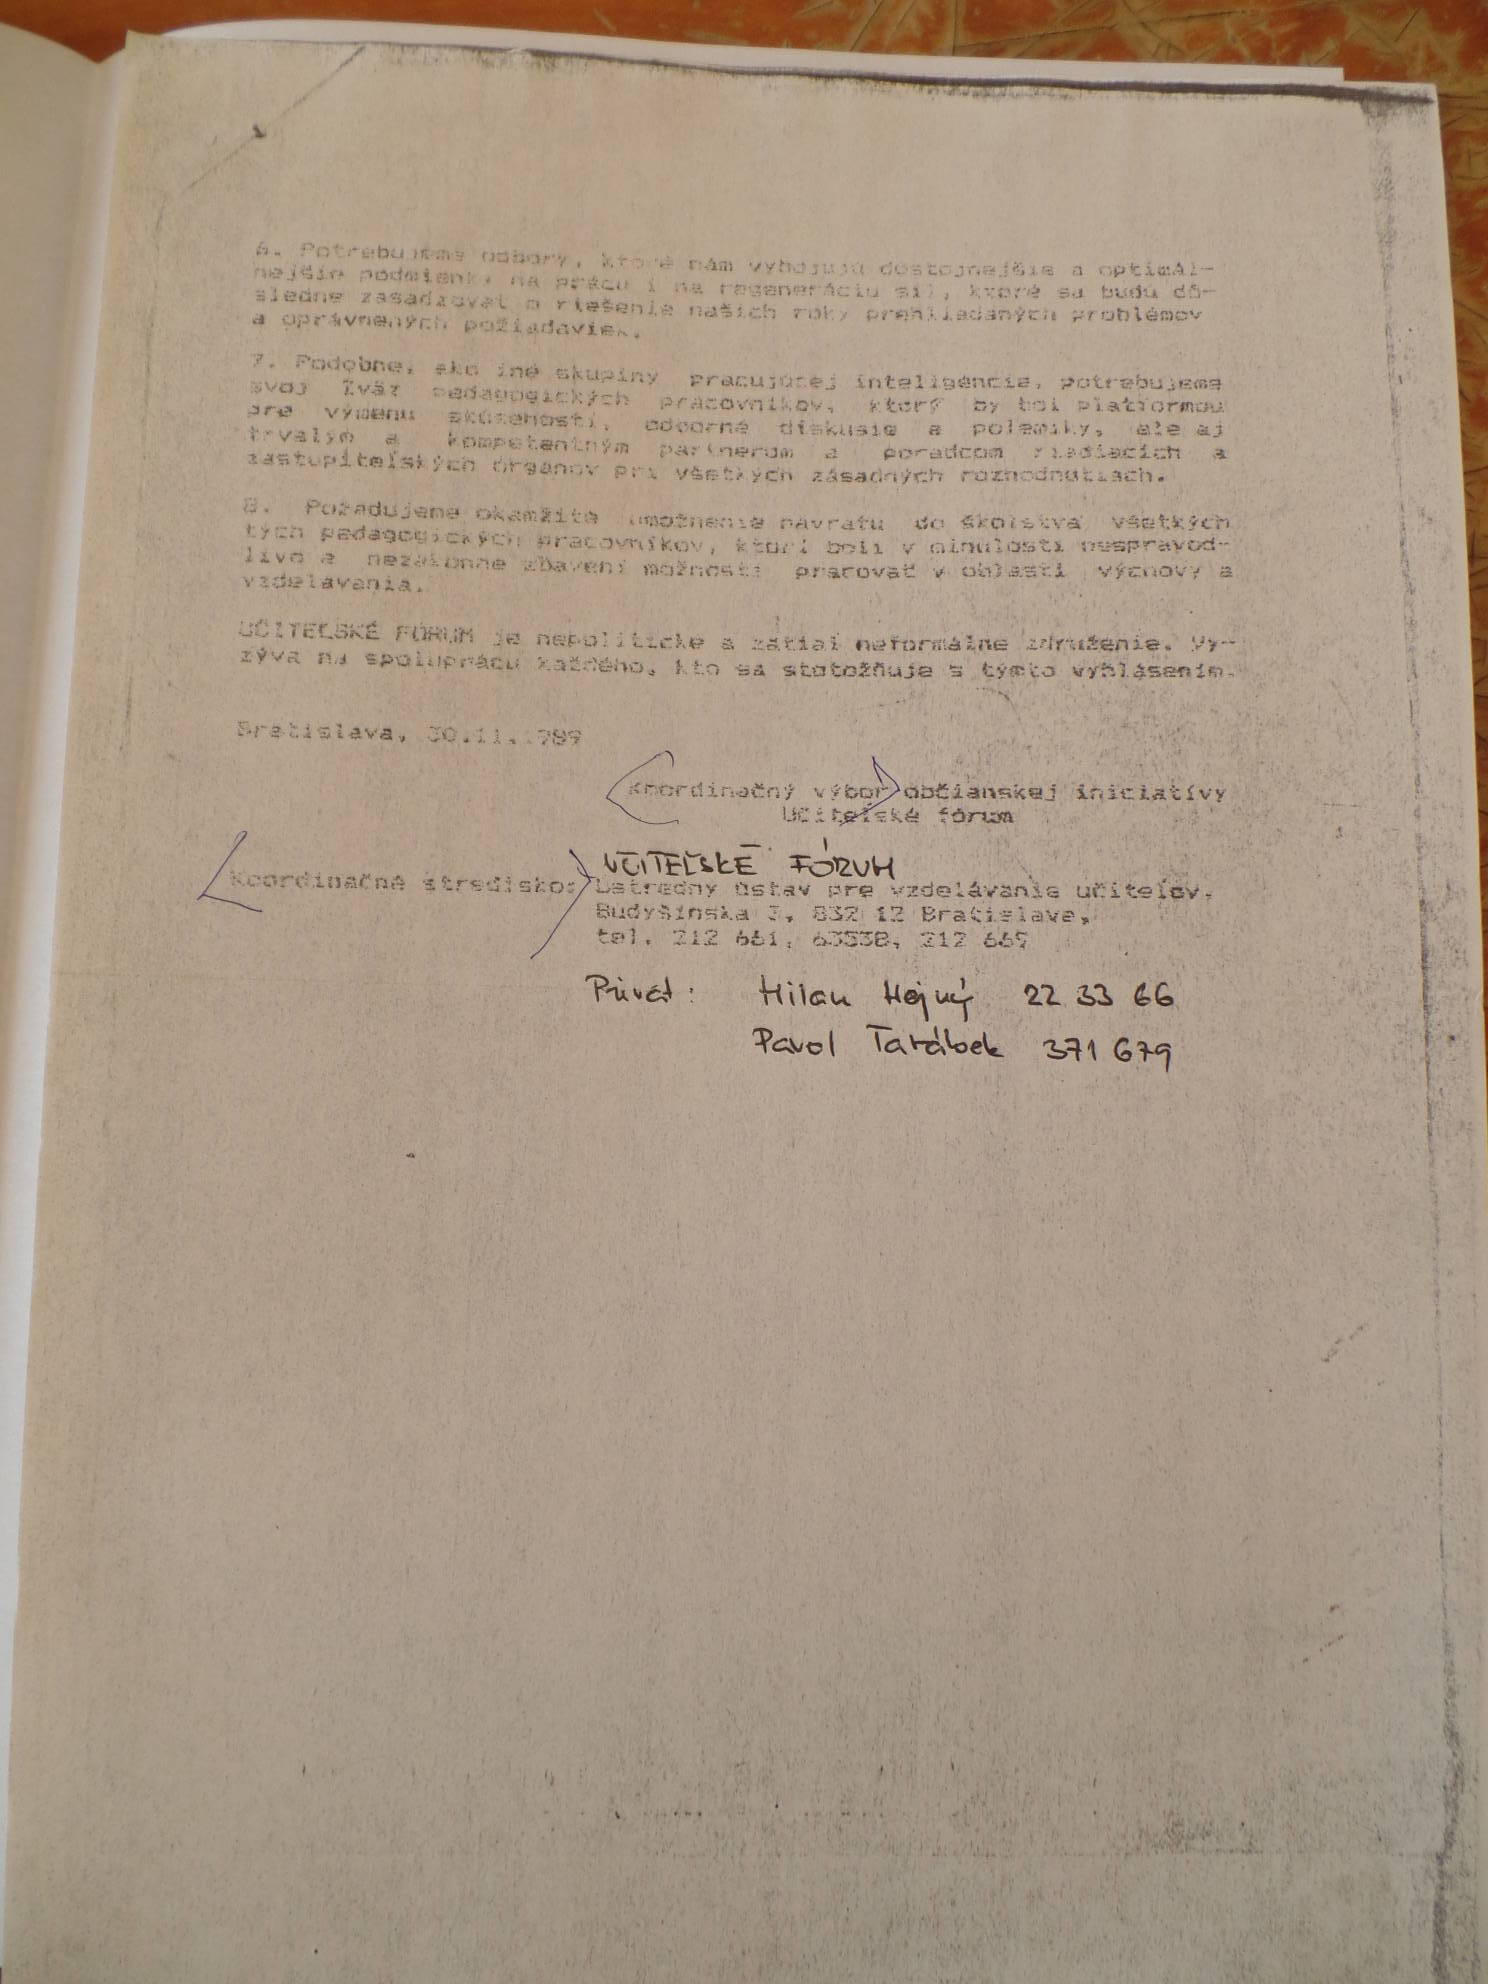 6. Potrebujeme odbory, ktoré nám vybojujú dostojnejšie a optimál-
nejšie podmienky na prácu i na regeneráciu síl, ktoré sa budú dô-
sledne zasadzovať o riešenie našich roky prehliadaných problémov
a oprávnených požiadaviek.
7. Podobne, ako iné skupiny pracujúcej inteligencie, potrebujeme
svoj Zväz pedagogických pracovníkov, ktorý by bol platformou
pre výmenu skúseností, odborné diskusie a polemiky, ale aj
trvalým a kompetentným partnerom a poradcom riadiacich a
zastupiteľských orgánov pri všetkých zásadných rozhodnutiach.
8. Požadujeme okamžité umožnenie návratu do školstva všetkých
tých pedagogických pracovníkov, ktorí boli v minulosti nespravod-
livo a nezákonne zbavení možnosti pracovať v oblasti výchovy a
vzdelávania.
UČITEĽSKÉ FÓRUM je nepolitické a zatiaľ neformálne združenie. Vy-
zýva na spoluprácu každého, kto sa stotožňuje s týmto vyhlásením.
Bratislava, 30.11.1989
Koordinačný výbor občianskej iniciatívy
Učiteľské fórum
UČITEĽSKÉ FÓRUM
Koordinačné stredisko: Ústredný ústav pre vzdelávanie učiteľov,
Budyšínska 3, 832 12 Bratislava,
tel. 212 661, 63538, 212 669
Privát: Milan Hejný 22 33 66
Pavol Tarábek 371 679